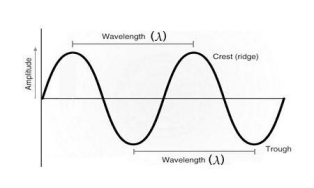 Wavelength (λ)
Crest (ridge)
Amplitude
Trough
Wavelength (λ)